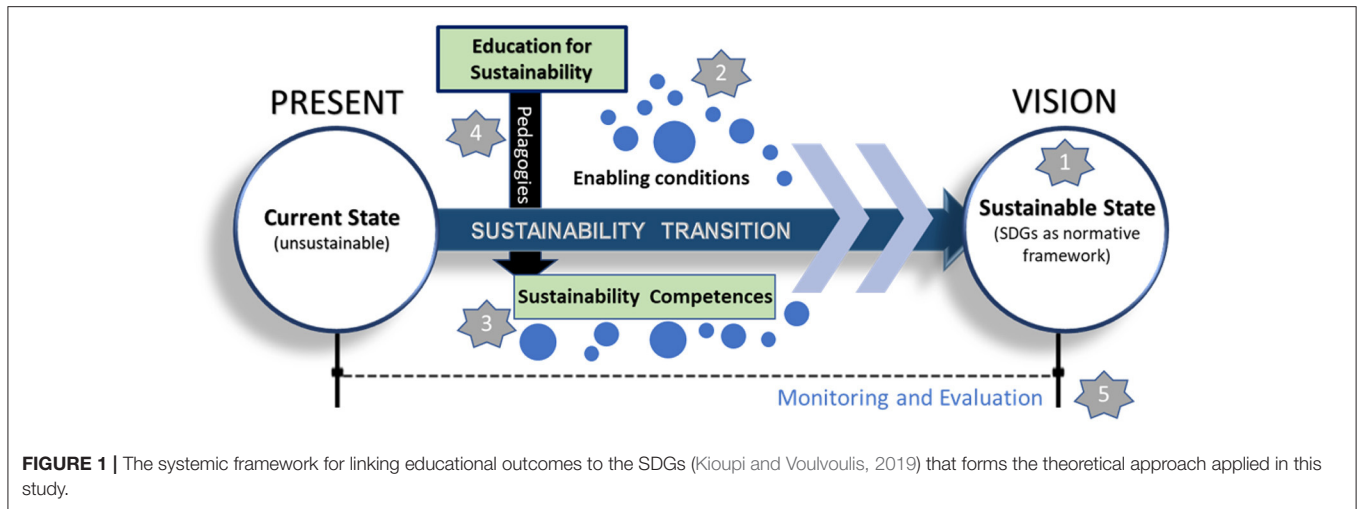 PRESENT
Education for
Sustainability
2
VISION
4
Pedagogies
1
Enabling conditions
Current State
(unsustainable)
SUSTAINABILITY TRANSITION
Sustainable State
(SDGs as normative
framework)
Sustainability Competences
3
Monitoring and Evaluation
5
FIGURE 1 | The systemic framework for linking educational outcomes to the SDGs (Kioupi and Voulvoulis, 2019) that forms the theoretical approach applied in this
study.